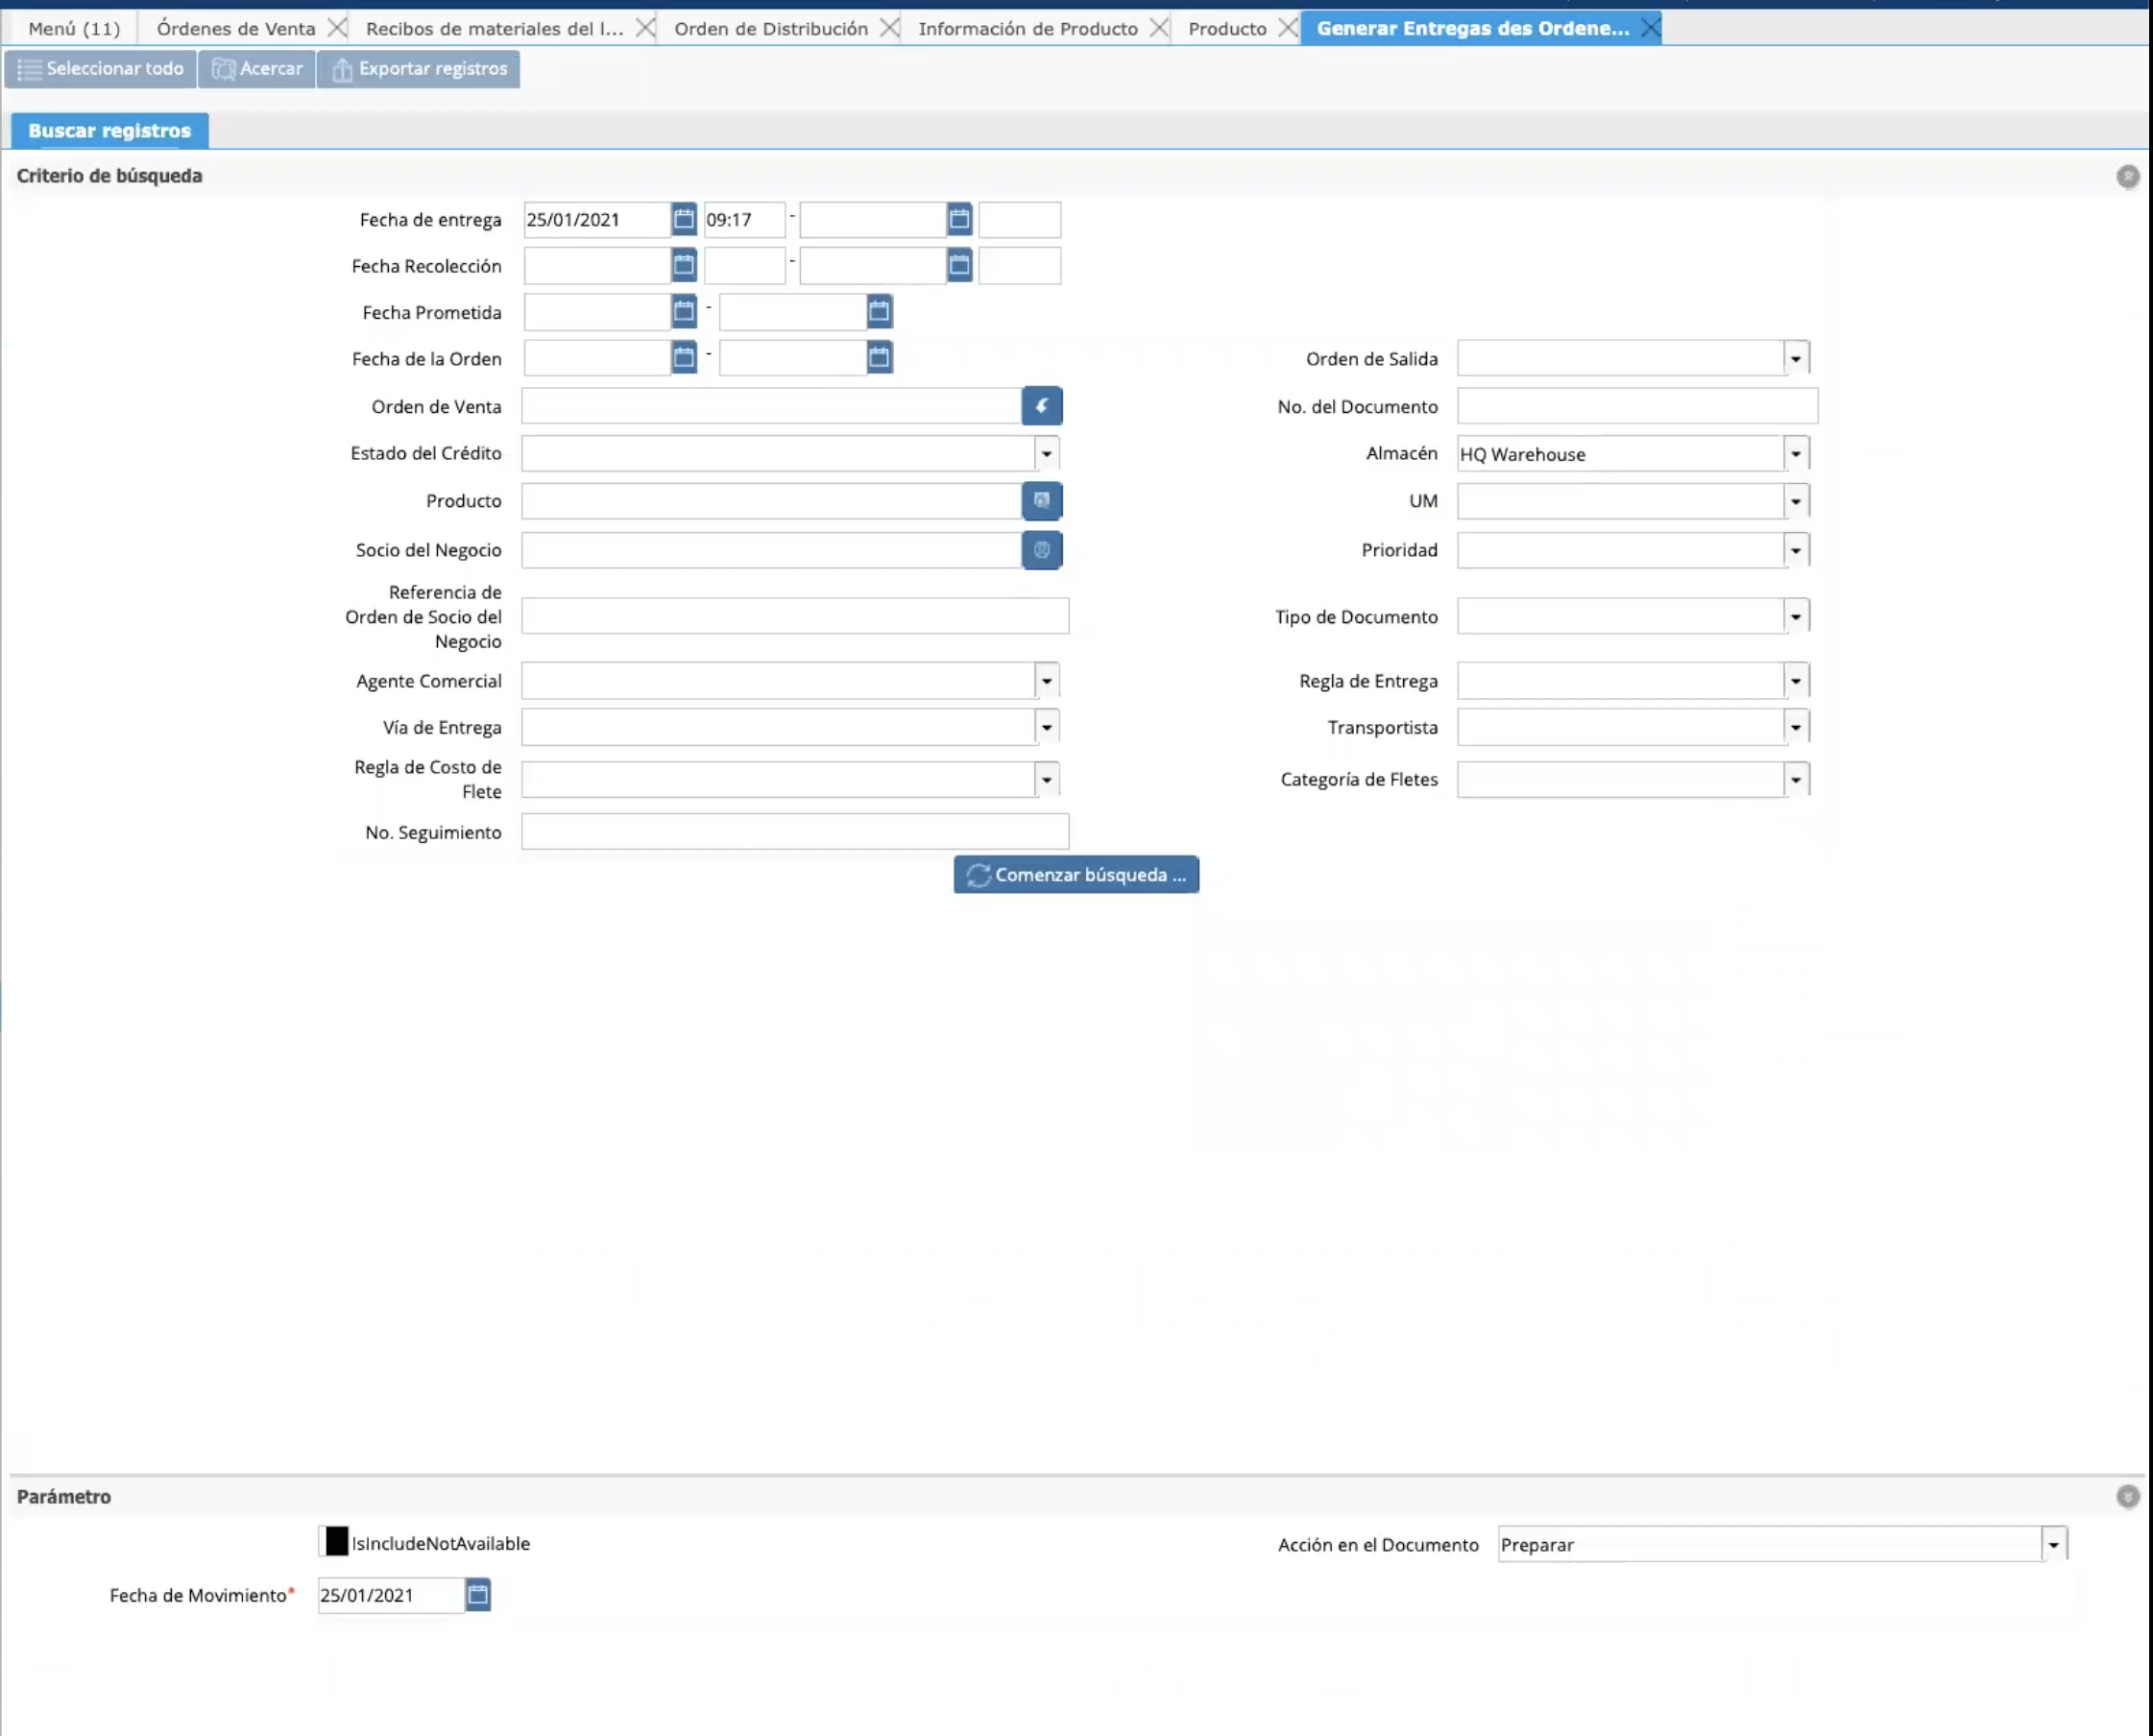 Menú (11) Órdenes de Venta Recibos de materiales del I... Orden de Distribución Información de Producto Producto Generar Entregas des Ordene...
Seleccionar todo Acercar Exportar registros
Buscar registros
Criterio de búsqueda
Fecha de entrega 25/01/2021 09:17 -
Fecha Recolección -
Fecha Prometida -
Fecha de la Orden - Orden de Salida
Orden de Venta No. del Documento
Estado del Crédito Almacén HQ Warehouse
Producto UM
Socio del Negocio Prioridad
Referencia de
Orden de Socio del Tipo de Documento
Negocio
Agente Comercial Regla de Entrega
Vía de Entrega Transportista
Regla de Costo de
Flete Categoría de Fletes
No. Seguimiento
Comenzar búsqueda ...
Parámetro
IsIncludeNotAvailable Acción en el Documento Preparar
Fecha de Movimiento* 25/01/2021